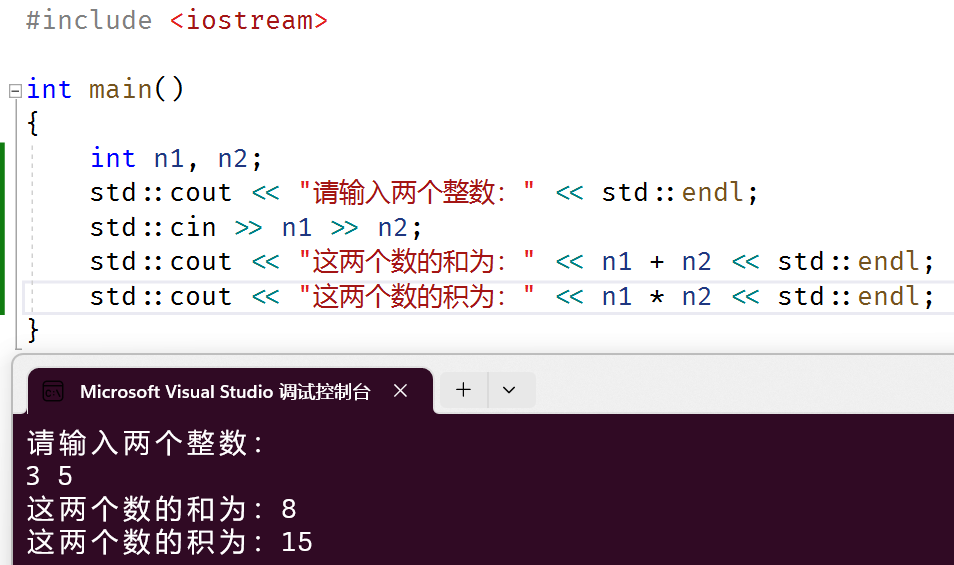 #include <iostream>
int main()
{
int n1, n2;
std::cout << "请输入两个整数：" << std::endl;
std::cin >> n1 >> n2;
std::cout << "这两个数的和为：" << n1 + n2 << std::endl;
std::cout << "这两个数的积为：" << n1 * n2 << std::endl;
}
Microsoft Visual Studio 调试控制台
请输入两个整数：
3 5
这两个数的和为：8
这两个数的积为：15